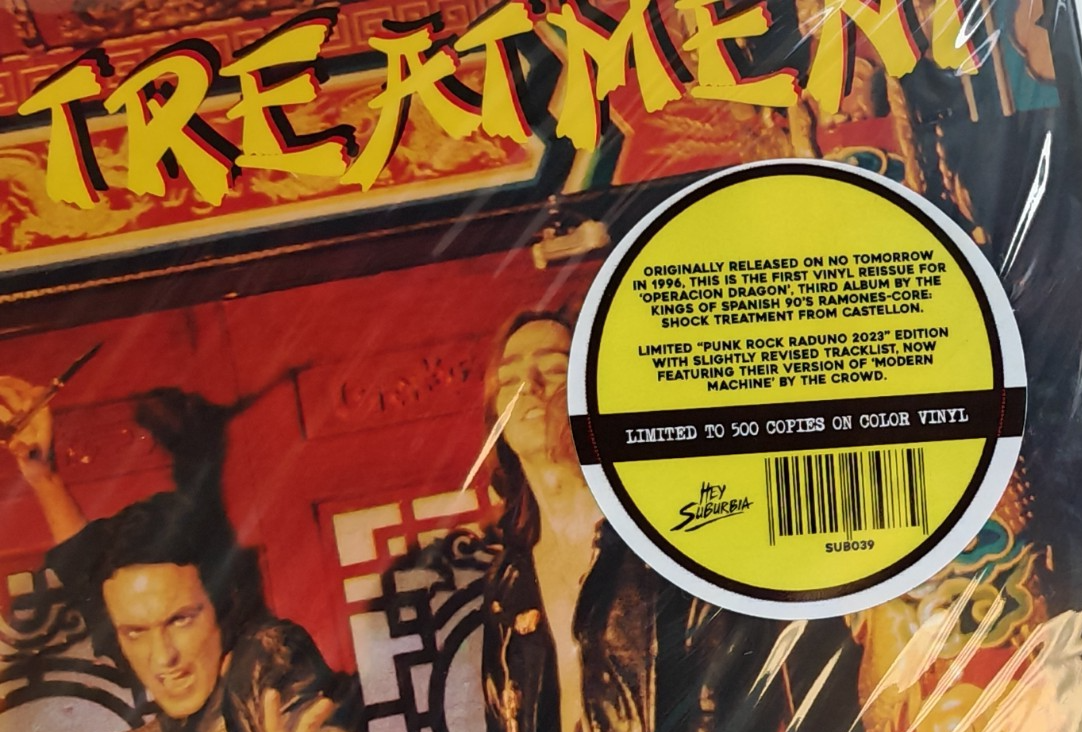 TREATMENT
ORIGINALLY RELEASED ON NO TOMORROW
IN 1996, THIS IS THE FIRST VINYL REISSUE FOR
'OPERACION DRAGON', THIRD ALBUM BY THE
KINGS OF SPANISH 90'S RAMONES-CORE:
SHOCK TREATMENT FROM CASTELLON.
LIMITED "PUNK ROCK RADUNO 2023" EDITION
WITH SLIGHTLY REVISED TRACKLIST, NOW
FEATURING THEIR VERSION OF 'MODERN
MACHINE' BY THE CROWD.
LIMITED TO 500 COPIES ON COLOR VINYL
HEY
SUBURBIA
SUB039